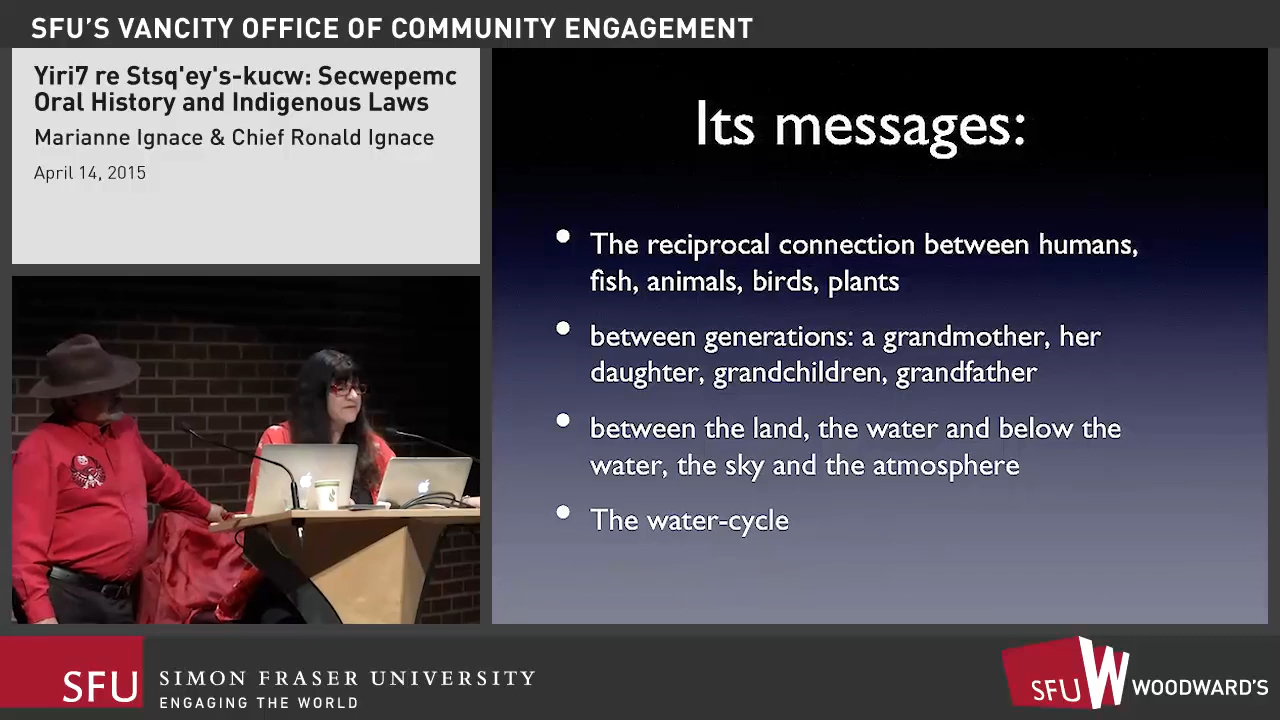 SFU'S VANCITY OFFICE OF COMMUNITY ENGAGEMENT
Yiri7 re Stsq'ey's-kucw: Secwepemc
Oral History and Indigenous Laws
Marianne Ignace & Chief Ronald Ignace
April 14, 2015
Its messages:
• The reciprocal connection between humans,
fish, animals, birds, plants
• between generations: a grandmother, her
daughter, grandchildren, grandfather
• between the land, the water and below the
water, the sky and the atmosphere
• The water-cycle
SFU SIMON FRASER UNIVERSITY
ENGAGING THE WORLD
SFU W WOODWARD'S